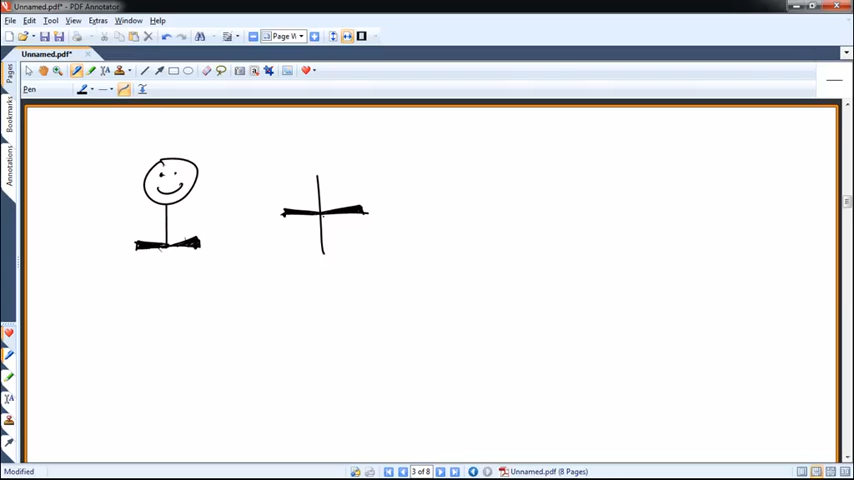 Unnamed.pdf* - PDF Annotator
File Edit Tool View Extras Window Help
Page W
Unnamed.pdf*
Pen
Pages
Bookmarks
Annotations
Modified
3 of 8
Unnamed.pdf (8 Pages)